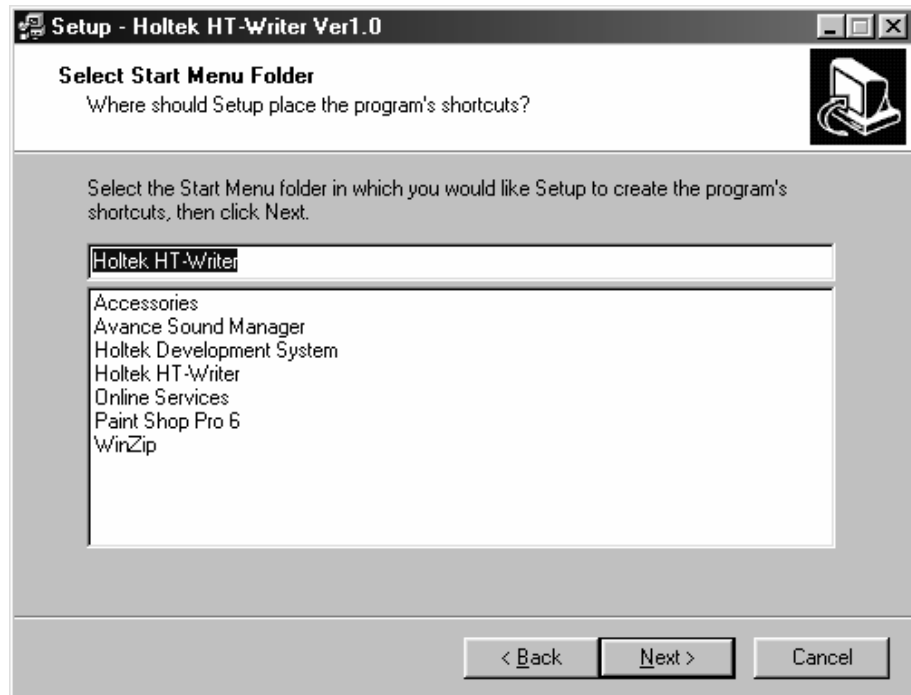 Setup - Holtek HT-Writer Ver1.0
Select Start Menu Folder
Where should Setup place the program's shortcuts?
Select the Start Menu folder in which you would like Setup to create the program's
shortcuts, then click Next.
Holtek HT-Writer
Accessories
Avance Sound Manager
Holtek Development System
Holtek HT-Writer
Online Services
Paint Shop Pro 6
WinZip
< Back
Next >
Cancel